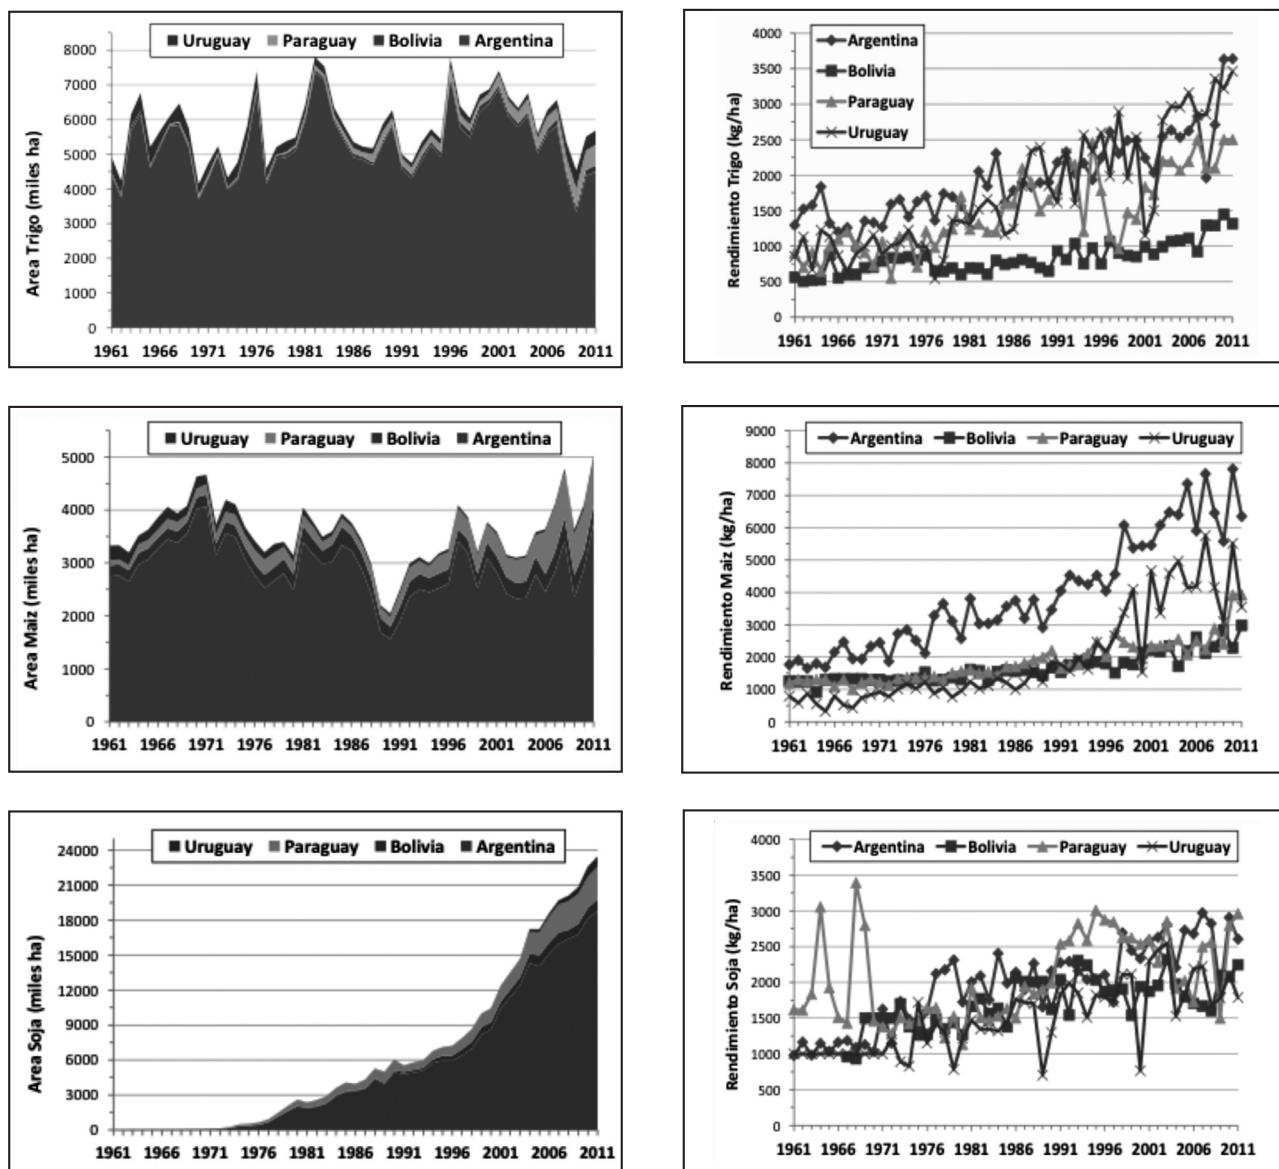 Uruguay Paraguay Bolivia Argentina
Area Trigo (miles ha)
8000
7000
6000
5000
4000
3000
2000
1000
0
1961 1966 1971 1976 1981 1986 1991 1996 2001 2006 2011
Argentina
Bolivia
Paraguay
Uruguay
Rendimiento Trigo (kg/ha)
4000
3500
3000
2500
2000
1500
1000
500
0
1961 1966 1971 1976 1981 1986 1991 1996 2001 2006 2011
Uruguay Paraguay Bolivia Argentina
Area Maiz (miles ha)
5000
4000
3000
2000
1000
0
1961 1966 1971 1976 1981 1986 1991 1996 2001 2006 2011
Argentina Bolivia Paraguay Uruguay
Rendimiento Maiz (kg/ha)
9000
8000
7000
6000
5000
4000
3000
2000
1000
0
1961 1966 1971 1976 1981 1986 1991 1996 2001 2006 2011
Uruguay Paraguay Bolivia Argentina
Area Soja (miles ha)
24000
21000
18000
15000
12000
9000
6000
3000
0
1961 1966 1971 1976 1981 1986 1991 1996 2001 2006 2011
Argentina Bolivia Paraguay Uruguay
Rendimiento Soja (kg/ha)
4000
3500
3000
2500
2000
1500
1000
500
0
1961 1966 1971 1976 1981 1986 1991 1996 2001 2006 2011